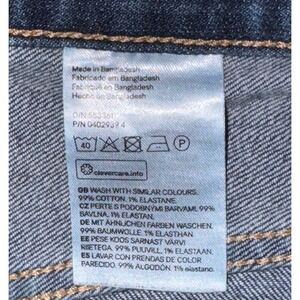 Made in Bangladesh
Fabricado em Bangladesh
Fabriqué en Bangladesh
Hecho en Bangladesh
O/N 553361
P/N 0402939.4
40 P
clevercare.info
GB WASH WITH SIMILAR COLOURS.
99% COTTON. 1% ELASTANE.
CZ PERTE S PODOBNÝMI BARVAMI. 99%
BAVLNA. 1% ELASTAN.
DE MIT ÄHNLICHEN FARBEN WASCHEN.
99% BAUMWOLLE. 1% ELASTHAN.
EE PESE KOOS SARNAST VÄRVI
RIIETEGA. 99% PUUVILL. 1% ELASTAAN.
ES LAVAR CON PRENDAS DE COLOR
PARECIDO. 99% ALGODÓN. 1% elastano.